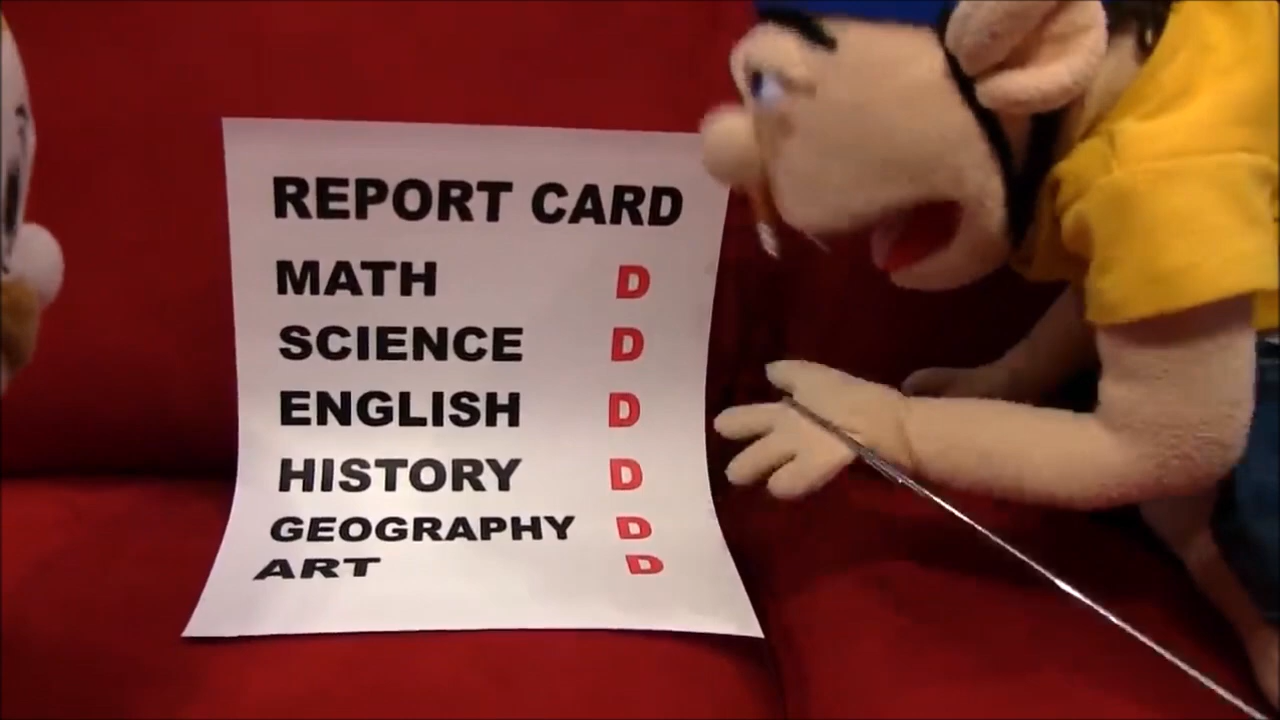 REPORT CARD
MATH D
SCIENCE D
ENGLISH D
HISTORY D
GEOGRAPHY D
ART D